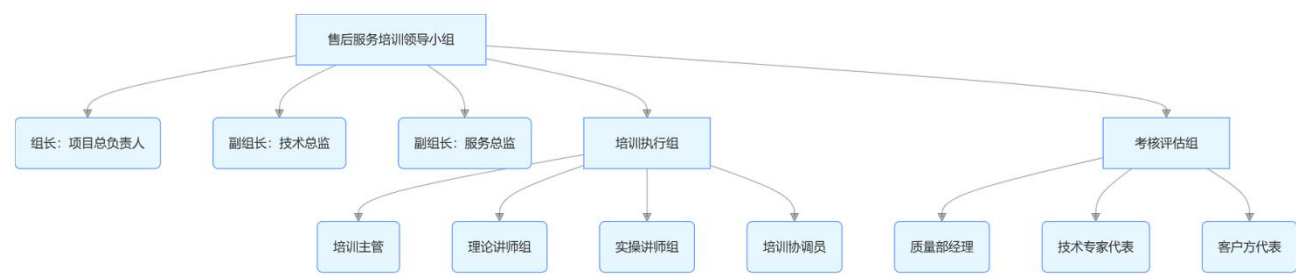 售后服务培训领导小组
组长：项目总负责人
副组长：技术总监
副组长：服务总监
培训执行组
考核评估组
培训主管
理论讲师组
实操讲师组
培训协调员
质量部经理
技术专家代表
客户方代表